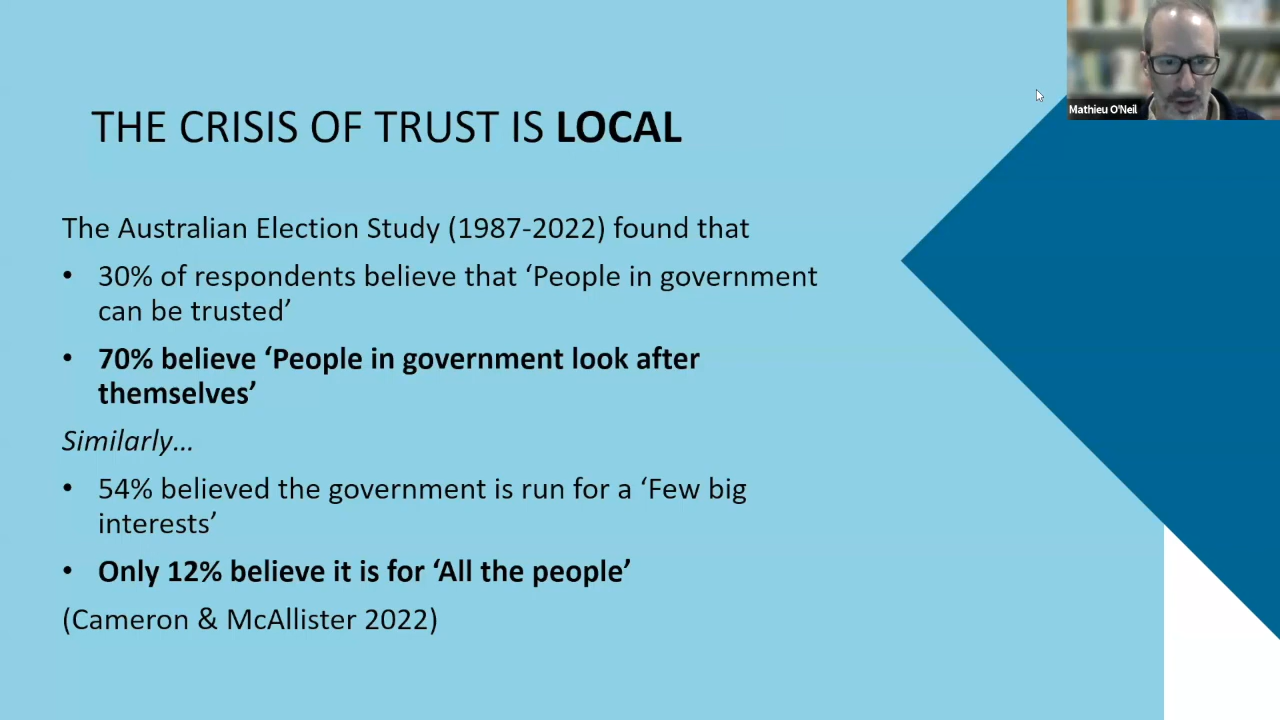 Mathieu O'Neil
THE CRISIS OF TRUST IS LOCAL
The Australian Election Study (1987-2022) found that
• 30% of respondents believe that ‘People in government
can be trusted’
• 70% believe ‘People in government look after
themselves’
Similarly…
• 54% believed the government is run for a ‘Few big
interests’
• Only 12% believe it is for ‘All the people’
(Cameron & McAllister 2022)